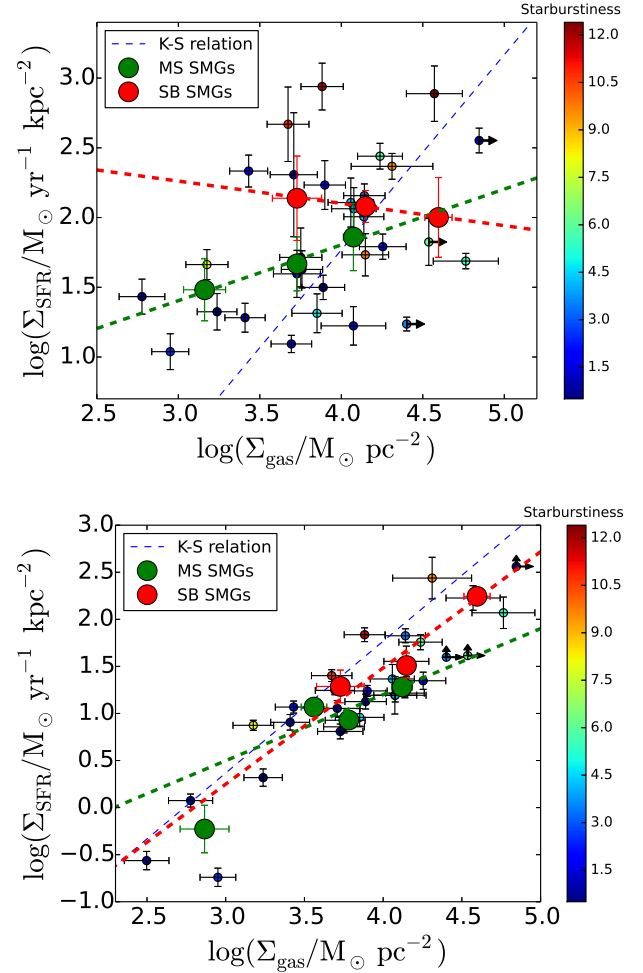 Starburstiness
K-S relation
MS SMGs
SB SMGs
log(Σ_SFR/M_⊙ yr^−1 kpc^−2)
3.0
2.5
2.0
1.5
1.0
2.5 3.0 3.5 4.0 4.5 5.0
log(Σ_gas/M_⊙ pc^−2)
12.0
10.5
9.0
7.5
6.0
4.5
3.0
1.5
Starburstiness
K-S relation
MS SMGs
SB SMGs
log(Σ_SFR/M_⊙ yr^−1 kpc^−2)
3.0
2.5
2.0
1.5
1.0
0.5
0.0
−0.5
−1.0
2.5 3.0 3.5 4.0 4.5 5.0
log(Σ_gas/M_⊙ pc^−2)
12.0
10.5
9.0
7.5
6.0
4.5
3.0
1.5